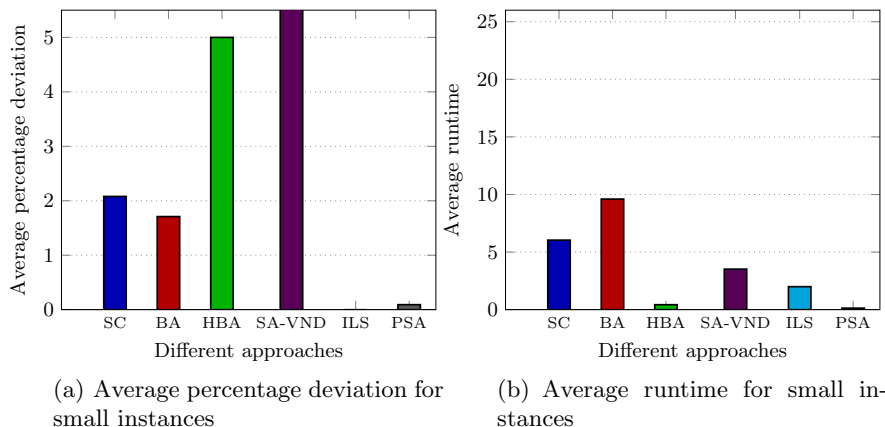 Average percentage deviation
5
4
3
2
1
0
SC BA HBA SA-VND ILS PSA
Different approaches
(a) Average percentage deviation for
small instances
Average runtime
25
20
15
10
5
0
SC BA HBA SA-VND ILS PSA
Different approaches
(b) Average runtime for small in-
stances